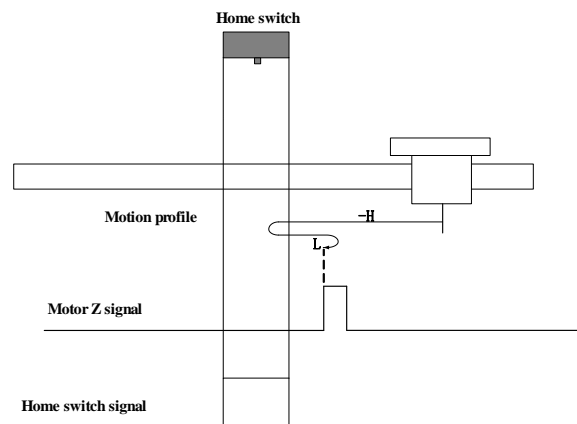 Home switch
Motion profile
-H
L
Motor Z signal
Home switch signal